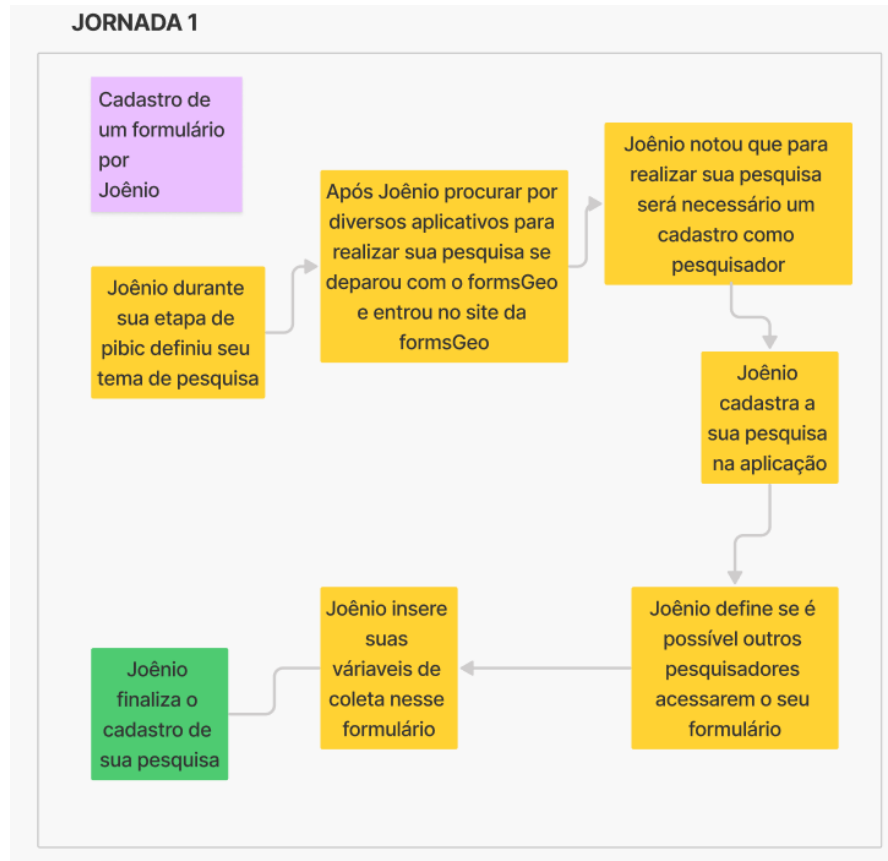 JORNADA 1
Cadastro de
um formulário
por
Joênio
Joênio durante
sua etapa de
pibic definiu seu
tema de pesquisa
Após Joênio procurar por
diversos aplicativos para
realizar sua pesquisa se
deparou com o formsGeo
e entrou no site da
formsGeo
Joênio notou que para
realizar sua pesquisa
será necessário um
cadastro como
pesquisador
Joênio
cadastra a
sua pesquisa
na aplicação
Joênio define se é
possível outros
pesquisadores
acessarem o seu
formulário
Joênio insere
suas
váriaveis de
coleta nesse
formulário
Joênio
finaliza o
cadastro de
sua pesquisa